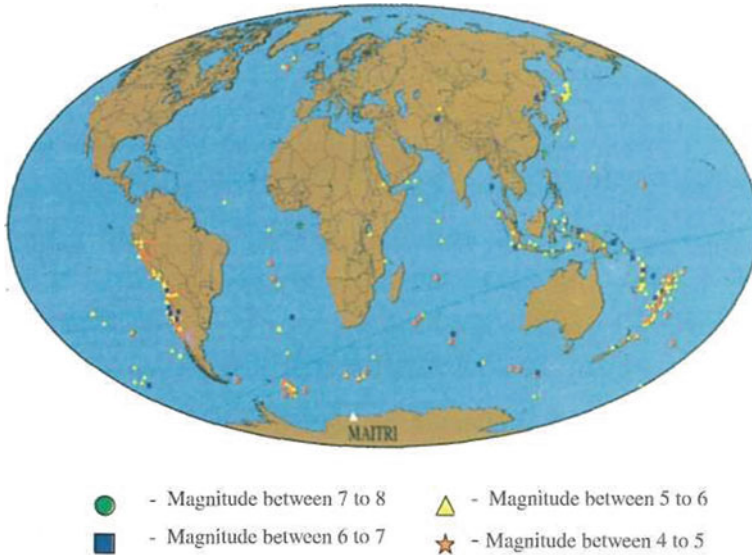 MAITRI
- Magnitude between 7 to 8
- Magnitude between 5 to 6
- Magnitude between 6 to 7
- Magnitude between 4 to 5